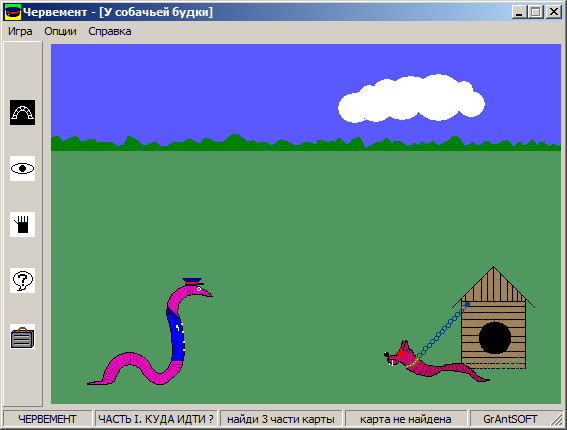 Червемент - [У собачьей будки]
Игра Опции Справка
ЧЕРВЕМЕНТ ЧАСТЬ I. КУДА ИДТИ ? найди 3 части карты карта не найдена GrAntSOFT